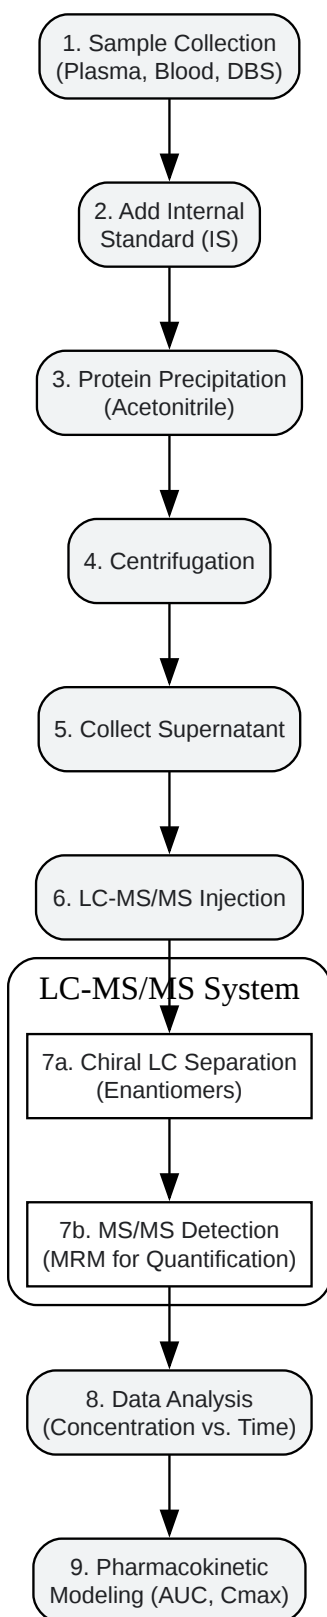 1. Sample Collection
(Plasma, Blood, DBS)
2. Add Internal
Standard (IS)
3. Protein Precipitation
(Acetonitrile)
4. Centrifugation
5. Collect Supernatant
6. LC-MS/MS Injection
LC-MS/MS System
7a. Chiral LC Separation
(Enantiomers)
7b. MS/MS Detection
(MRM for Quantification)
8. Data Analysis
(Concentration vs. Time)
9. Pharmacokinetic
Modeling (AUC, Cmax)